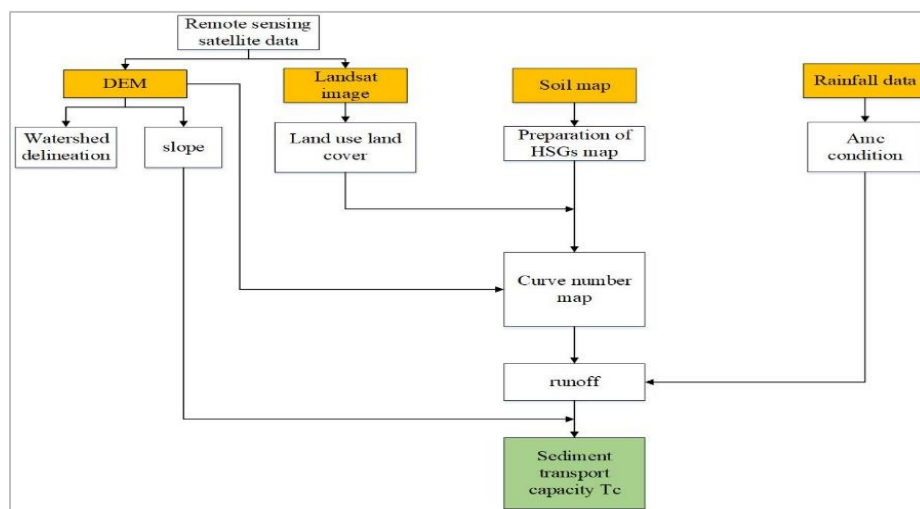 Remote sensing
satellite data
DEM
Landsat
image
Soil map
Rainfall data
Watershed
delineation
slope
Land use land
cover
Preparation of
HSGs map
Amc
condition
Curve number
map
runoff
Sediment
transport
capacity Tc